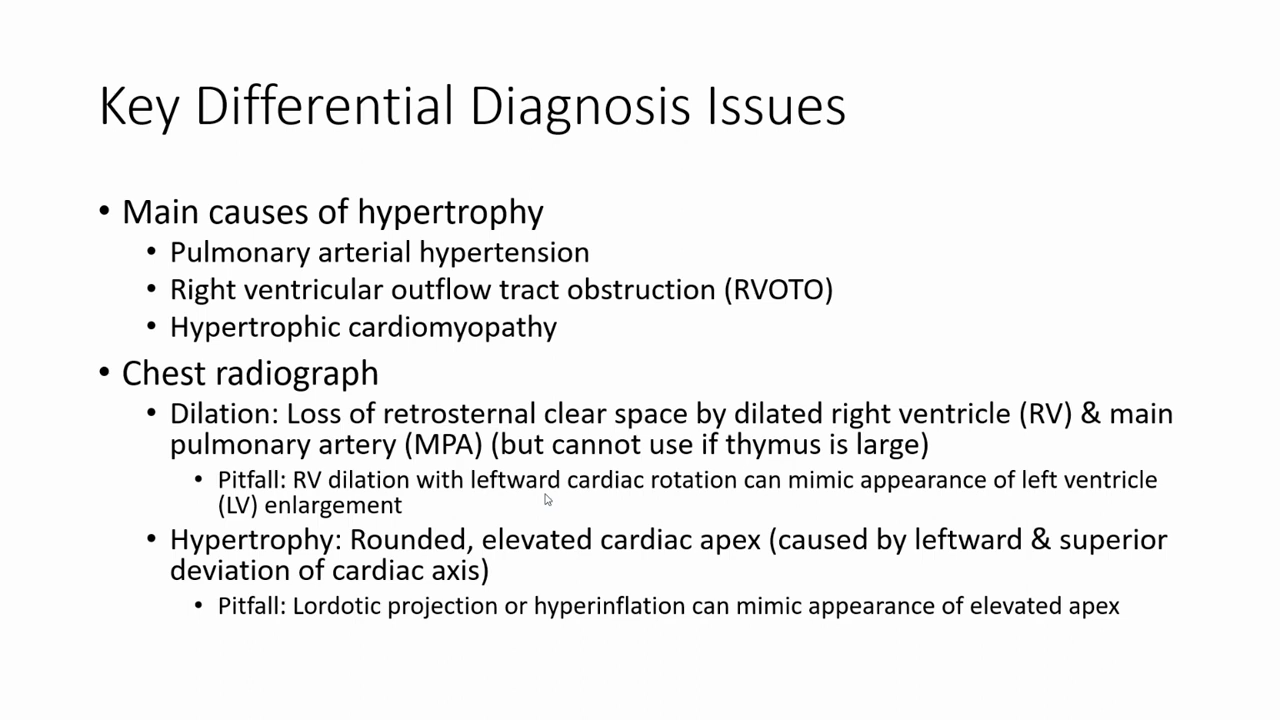 Key Differential Diagnosis Issues
• Main causes of hypertrophy
• Pulmonary arterial hypertension
• Right ventricular outflow tract obstruction (RVOTO)
• Hypertrophic cardiomyopathy
• Chest radiograph
• Dilation: Loss of retrosternal clear space by dilated right ventricle (RV) & main
pulmonary artery (MPA) (but cannot use if thymus is large)
• Pitfall: RV dilation with leftward cardiac rotation can mimic appearance of left ventricle
(LV) enlargement
• Hypertrophy: Rounded, elevated cardiac apex (caused by leftward & superior
deviation of cardiac axis)
• Pitfall: Lordotic projection or hyperinflation can mimic appearance of elevated apex